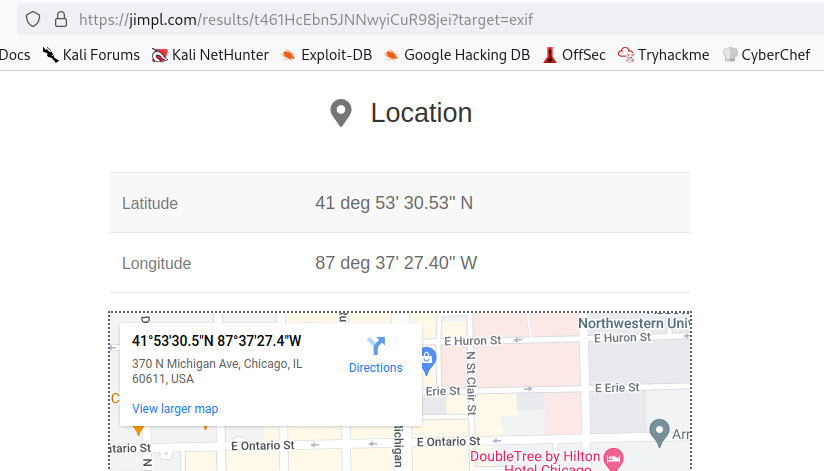 https://jimpl.com/results/t461HcEbn5JNNwyiCuR98jei?target=exif
Docs Kali Forums Kali NetHunter Exploit-DB Google Hacking DB OffSec Tryhackme CyberChef
Location
Latitude 41 deg 53' 30.53" N
Longitude 87 deg 37' 27.40" W
41°53'30.5"N 87°37'27.4"W
370 N Michigan Ave, Chicago, IL
60611, USA
Directions
View larger map
Northwestern Uni
E Huron St
E Huron St
N St Clair St
Erie St
E Erie St
ntario St
E Ontario St
E Ontario St
N
lichigan
DoubleTree by Hilton
Hotel Chicago
Arr